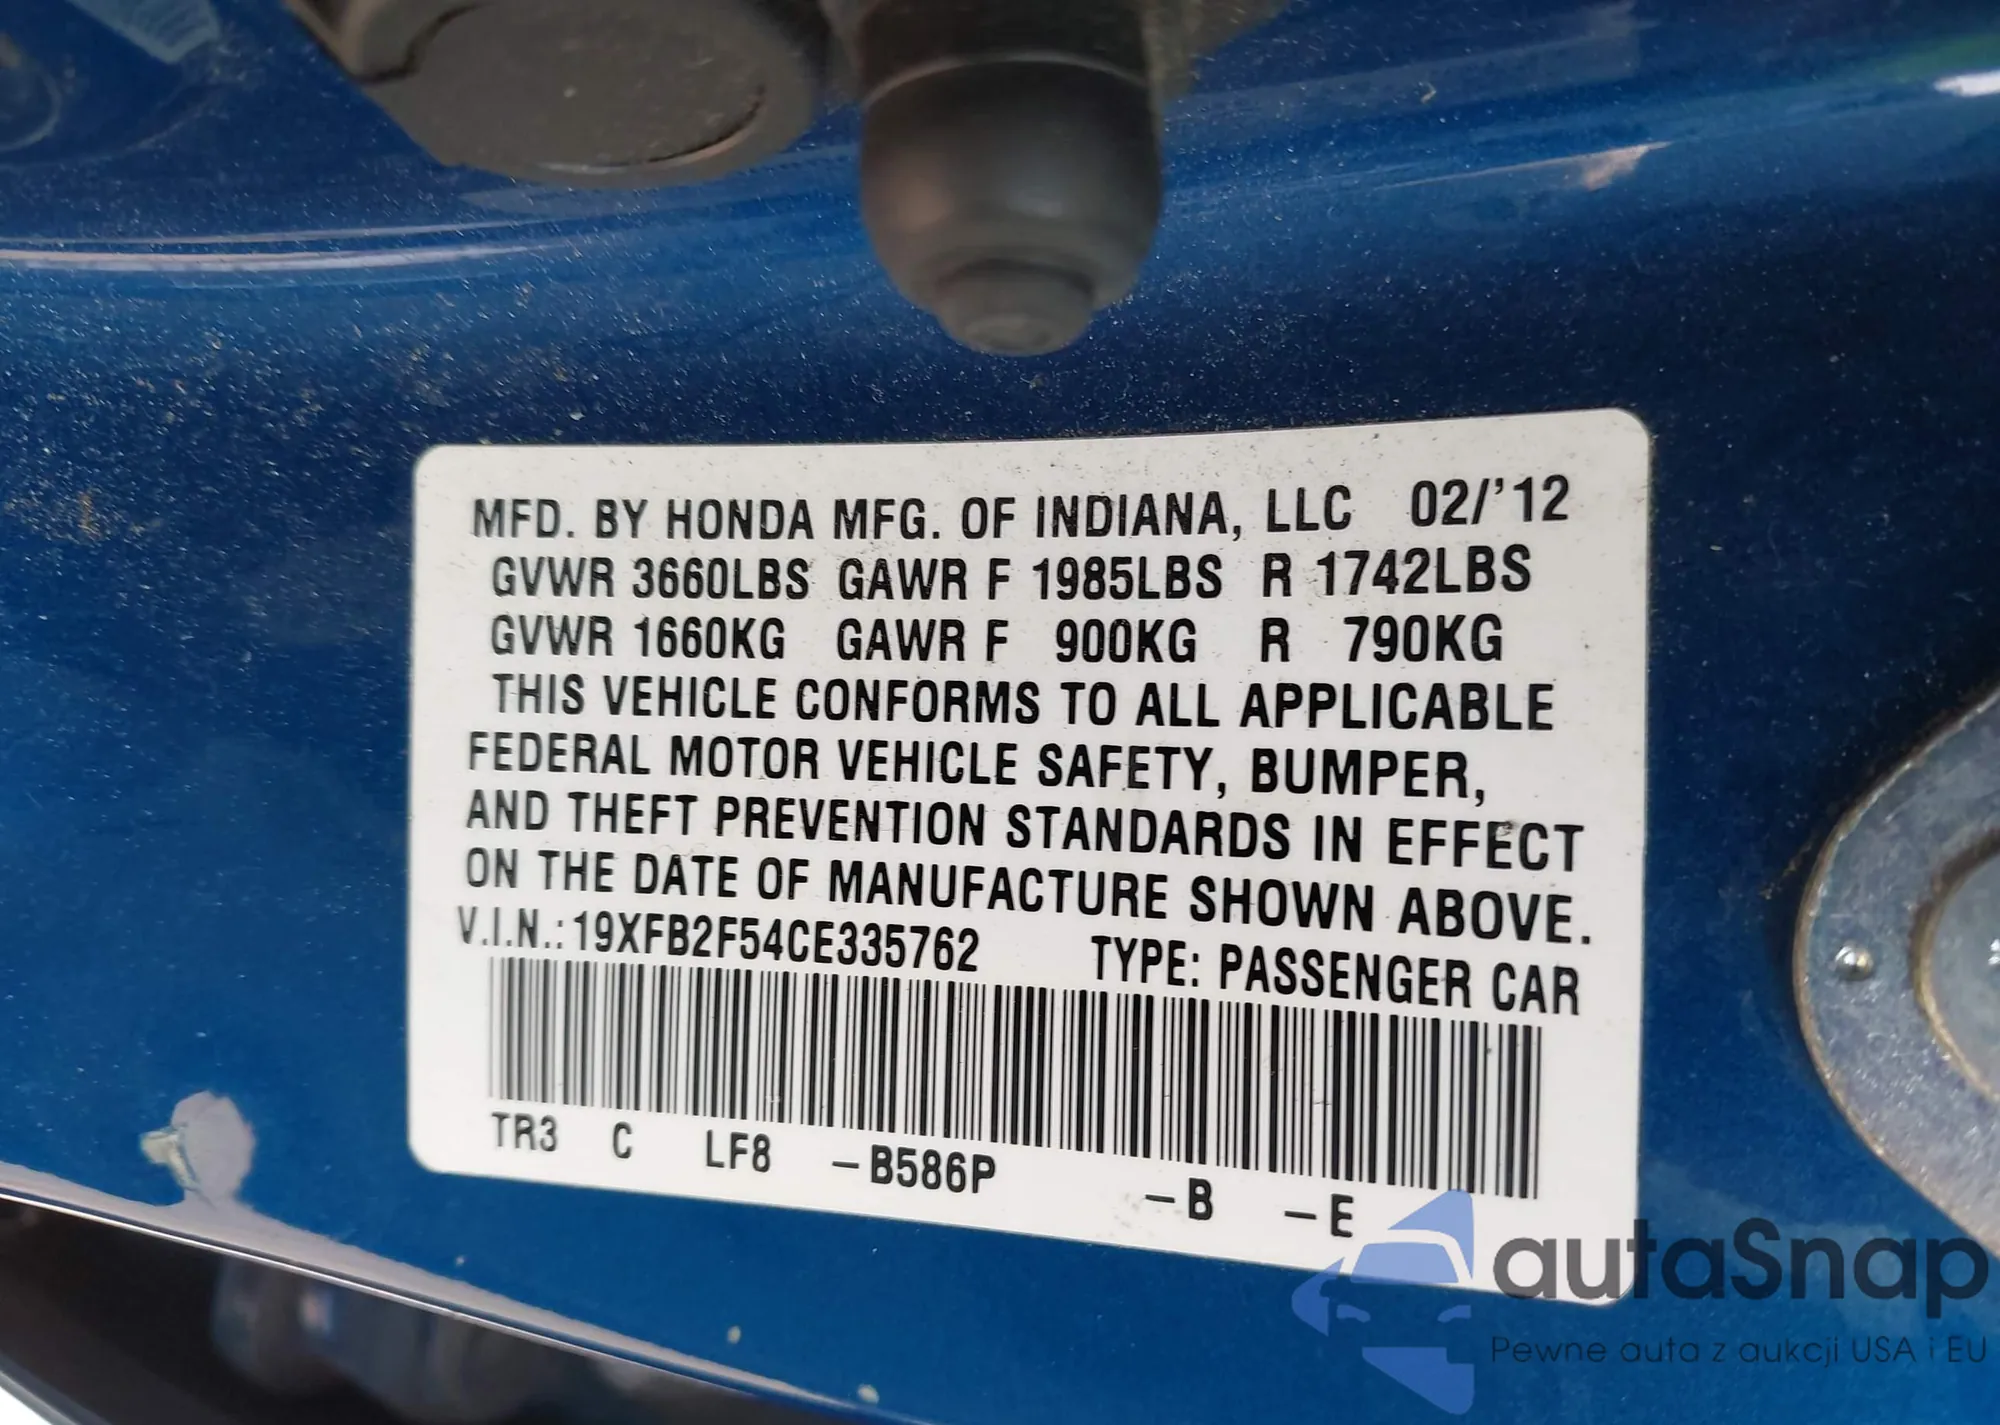 MFD. BY HONDA MFG. OF INDIANA, LLC 02/'12
GVWR 3660LBS GAWR F 1985LBS R 1742LBS
GVWR 1660KG GAWR F 900KG R 790KG
THIS VEHICLE CONFORMS TO ALL APPLICABLE
FEDERAL MOTOR VEHICLE SAFETY, BUMPER,
AND THEFT PREVENTION STANDARDS IN EFFECT
ON THE DATE OF MANUFACTURE SHOWN ABOVE.
V.I.N.:19XFB2F54CE335762 TYPE: PASSENGER CAR
TR3 C LF8 –B586P –B –E
autaSnap
Pewne auta z aukcji USA i EU